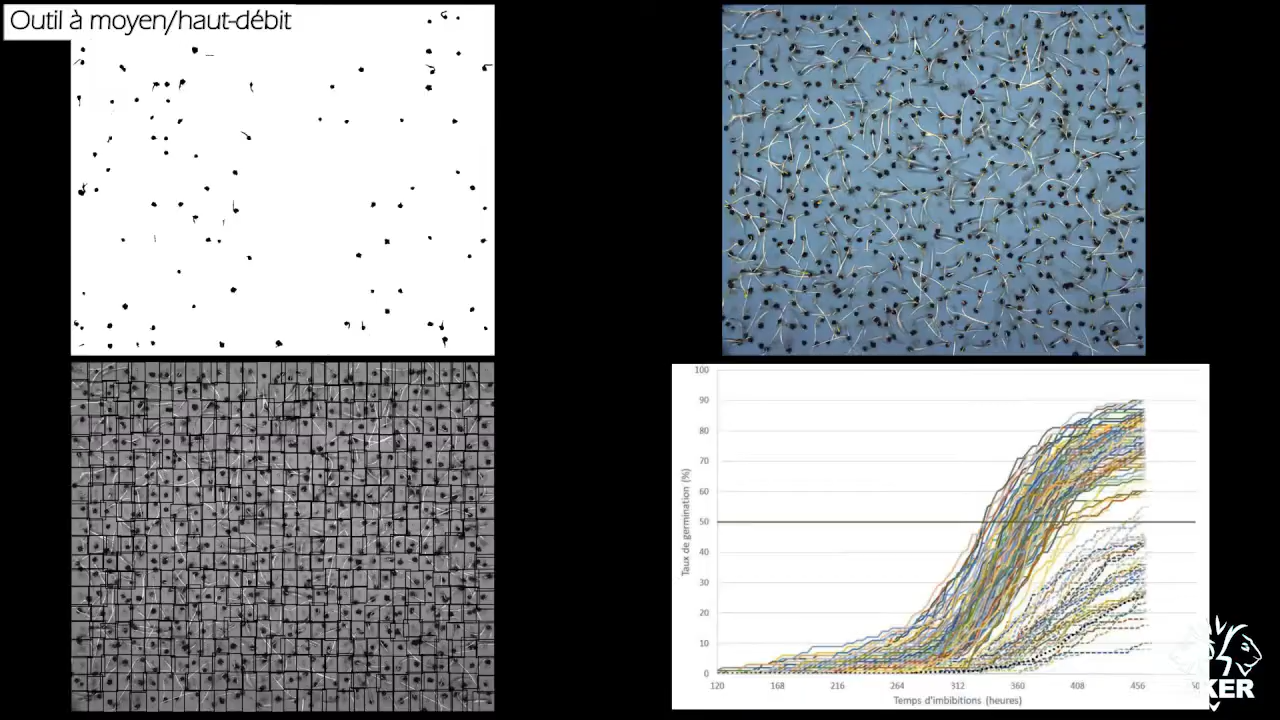 Outil à moyen/haut-débit
100
90
80
70
60
50
40
30
20
10
0
Taux de germination (%)
120 168 216 264 312 360 408 456
Temps d'imbibitions (heures)
KER